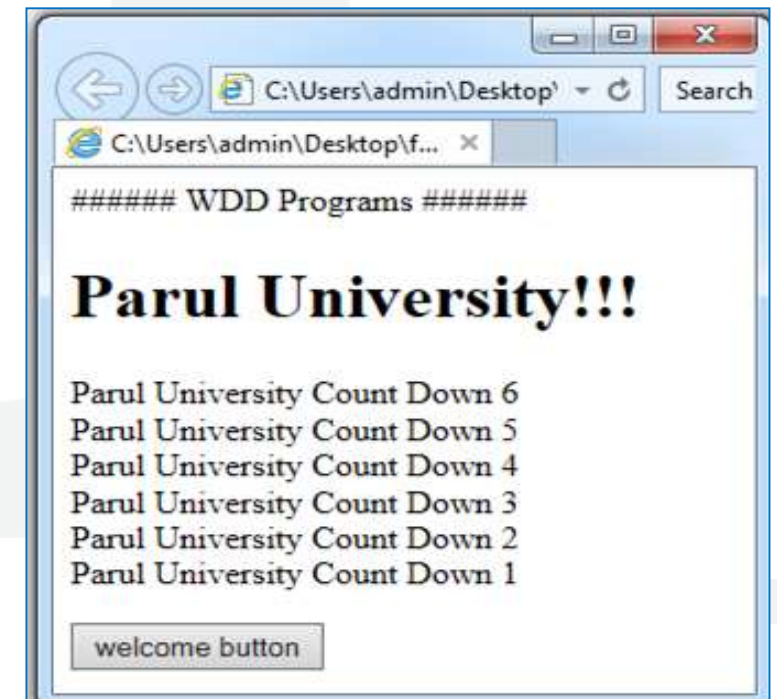 C:\Users\admin\Desktop\
Search
C:\Users\admin\Desktop\f...
###### WDD Programs ######
Parul University!!!
Parul University Count Down 6
Parul University Count Down 5
Parul University Count Down 4
Parul University Count Down 3
Parul University Count Down 2
Parul University Count Down 1
welcome button